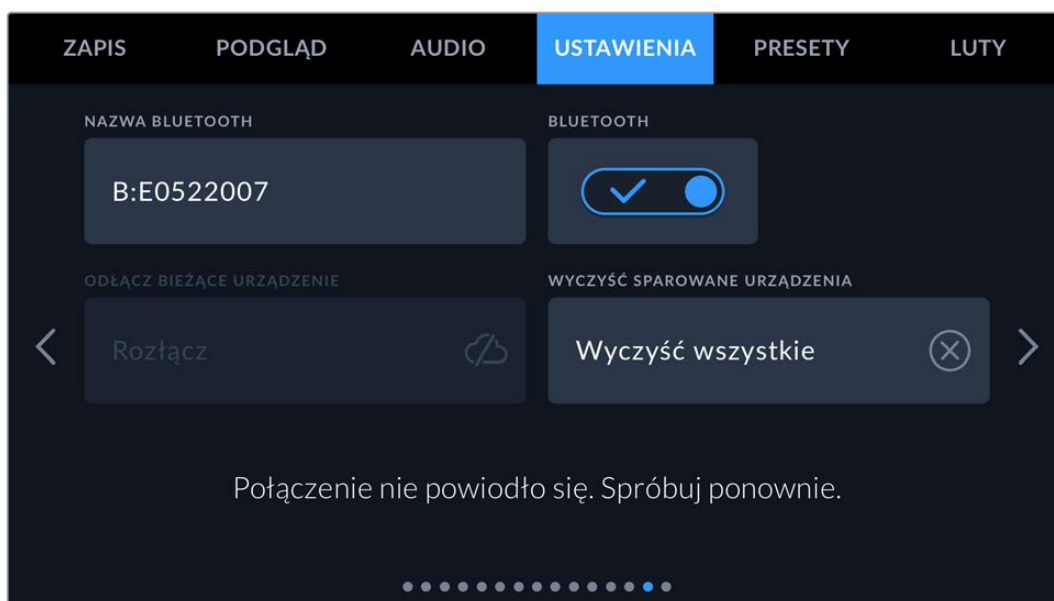 ZAPIS PODGLĄD AUDIO USTAWIENIA PRESETY LUTY
NAZWA BLUETOOTH BLUETOOTH
B:E0522007
ODŁĄCZ BIEŻĄCE URZĄDZENIE WYCZYŚĆ SPAROWANE URZĄDZENIA
Rozłącz Wyczyść wszystkie
Połączenie nie powiodło się. Spróbuj ponownie.